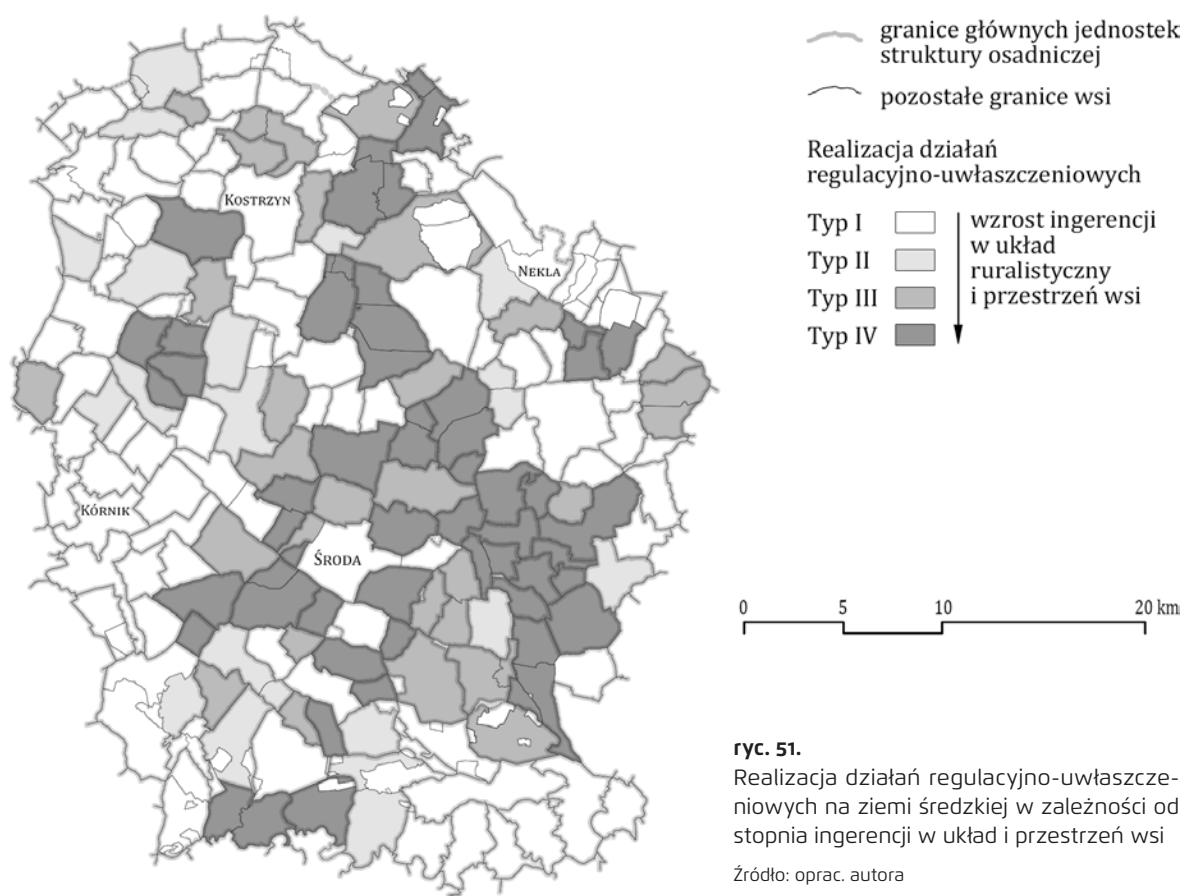 granice głównych jednostek
struktury osadniczej
pozostałe granice wsi
Realizacja działań
regulacyjno-uwłaszczeniowych
Typ I
Typ II
Typ III
Typ IV
wzrost ingerencji
w układ
ruralistyczny
i przestrzeń wsi
KOSTRZYN
NEKLA
KÓRNIK
ŚRODA
0 5 10 20 km
ryc. 51.
Realizacja działań regulacyjno-uwłaszcze-
niowych na ziemi średzkiej w zależności od
stopnia ingerencji w układ i przestrzeń wsi
Źródło: oprac. autora